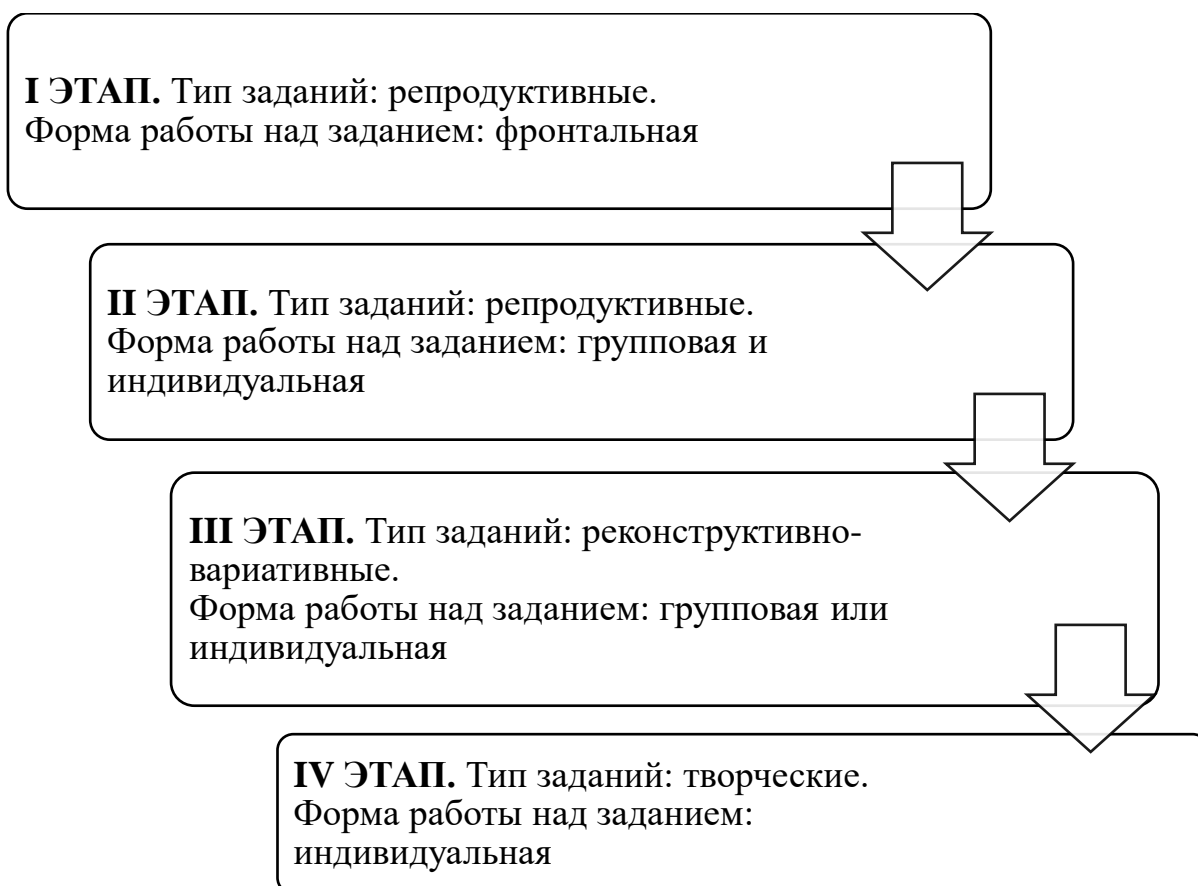 I ЭТАП. Тип заданий: репродуктивные.
Форма работы над заданием: фронтальная
II ЭТАП. Тип заданий: репродуктивные.
Форма работы над заданием: групповая и
индивидуальная
III ЭТАП. Тип заданий: реконструктивно-
вариативные.
Форма работы над заданием: групповая или
индивидуальная
IV ЭТАП. Тип заданий: творческие.
Форма работы над заданием:
индивидуальная